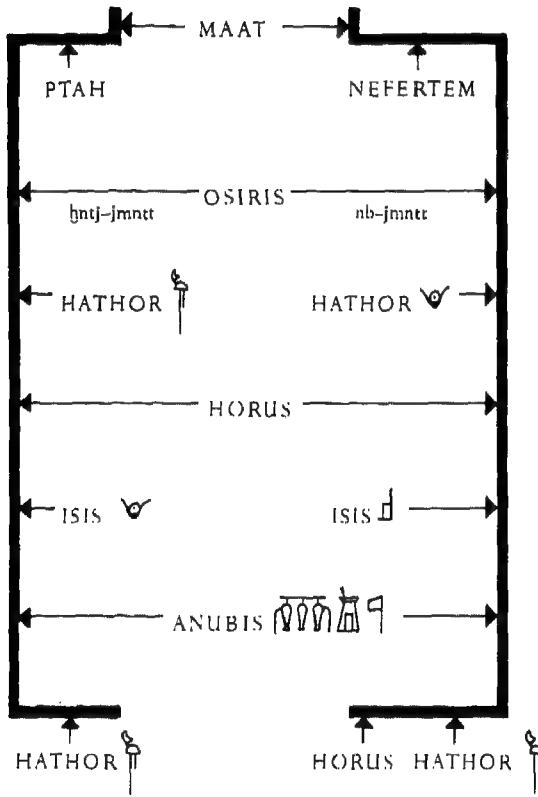 MAAT
PTAH NEFERTEM
OSIRIS
ḫntj–jmntt nb–jmntt
HATHOR HATHOR
HORUS
ISIS ISIS
ANUBIS
HATHOR HORUS HATHOR